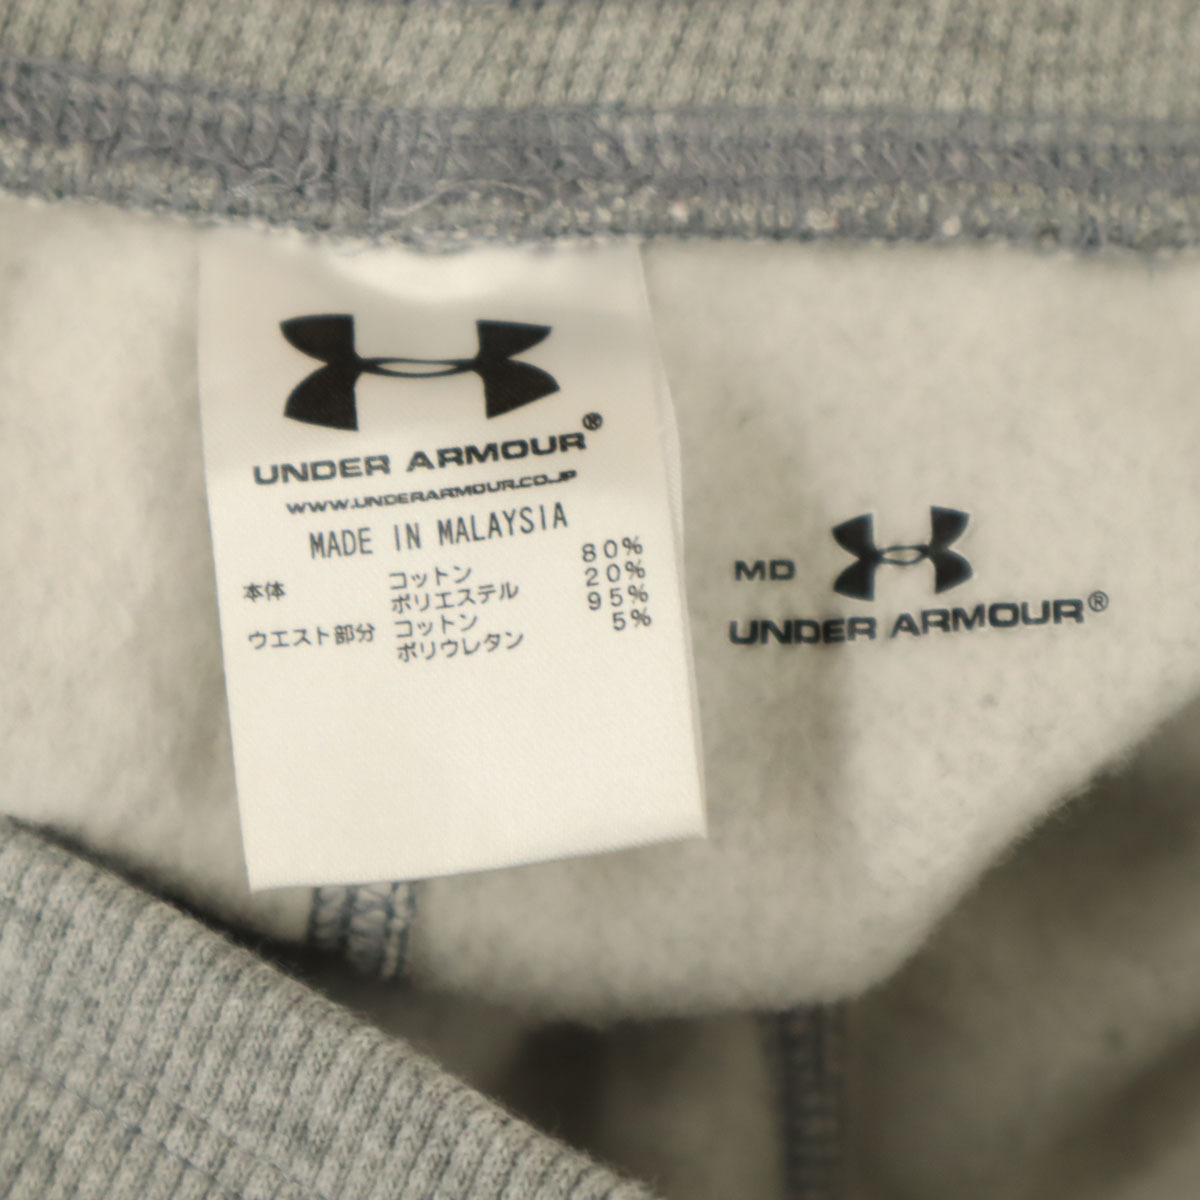 UNDER ARMOUR®
WWW.UNDERARMOUR.CO.JP
MADE IN MALAYSIA
本体 コットン 80%
ポリエステル 20%
ウエスト部分 コットン 95%
ポリウレタン 5%
MD
UNDER ARMOUR®